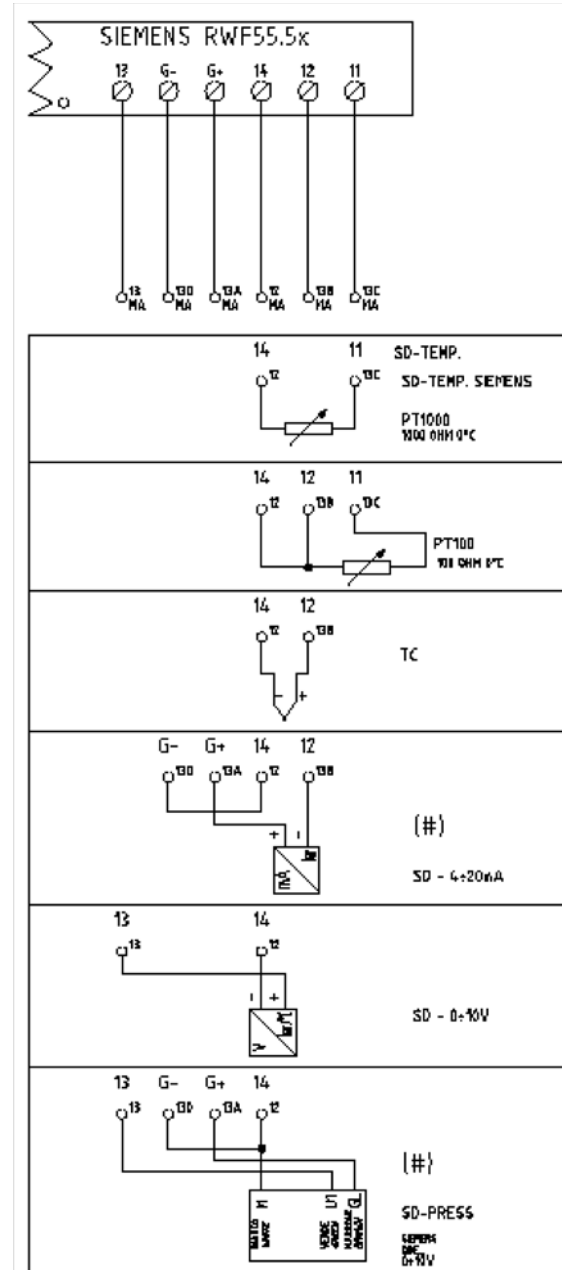 SIEMENS RWF55.5x
13 G- G+ 14 12 11
13 13D 13A 12 13B 13C
MA MA MA MA MA MA
14 11 SD-TEMP.
12 13C SD-TEMP. SIEMENS
PT1000
1000 OHM 0°C
14 12 11
12 13B 13C
PT100
100 OHM 0°C
14 12
12 13B
TC
- +
G- G+ 14 12
13D 13A 12 13B
(#)
+ -
mA
SD - 4÷20mA
13 14
13 12
- +
V
SD - 0÷10V
13 G- G+ 14
13 13D 13A 12
(#)
M U1 G+
SD-PRESS
SIEMENS
0÷10V